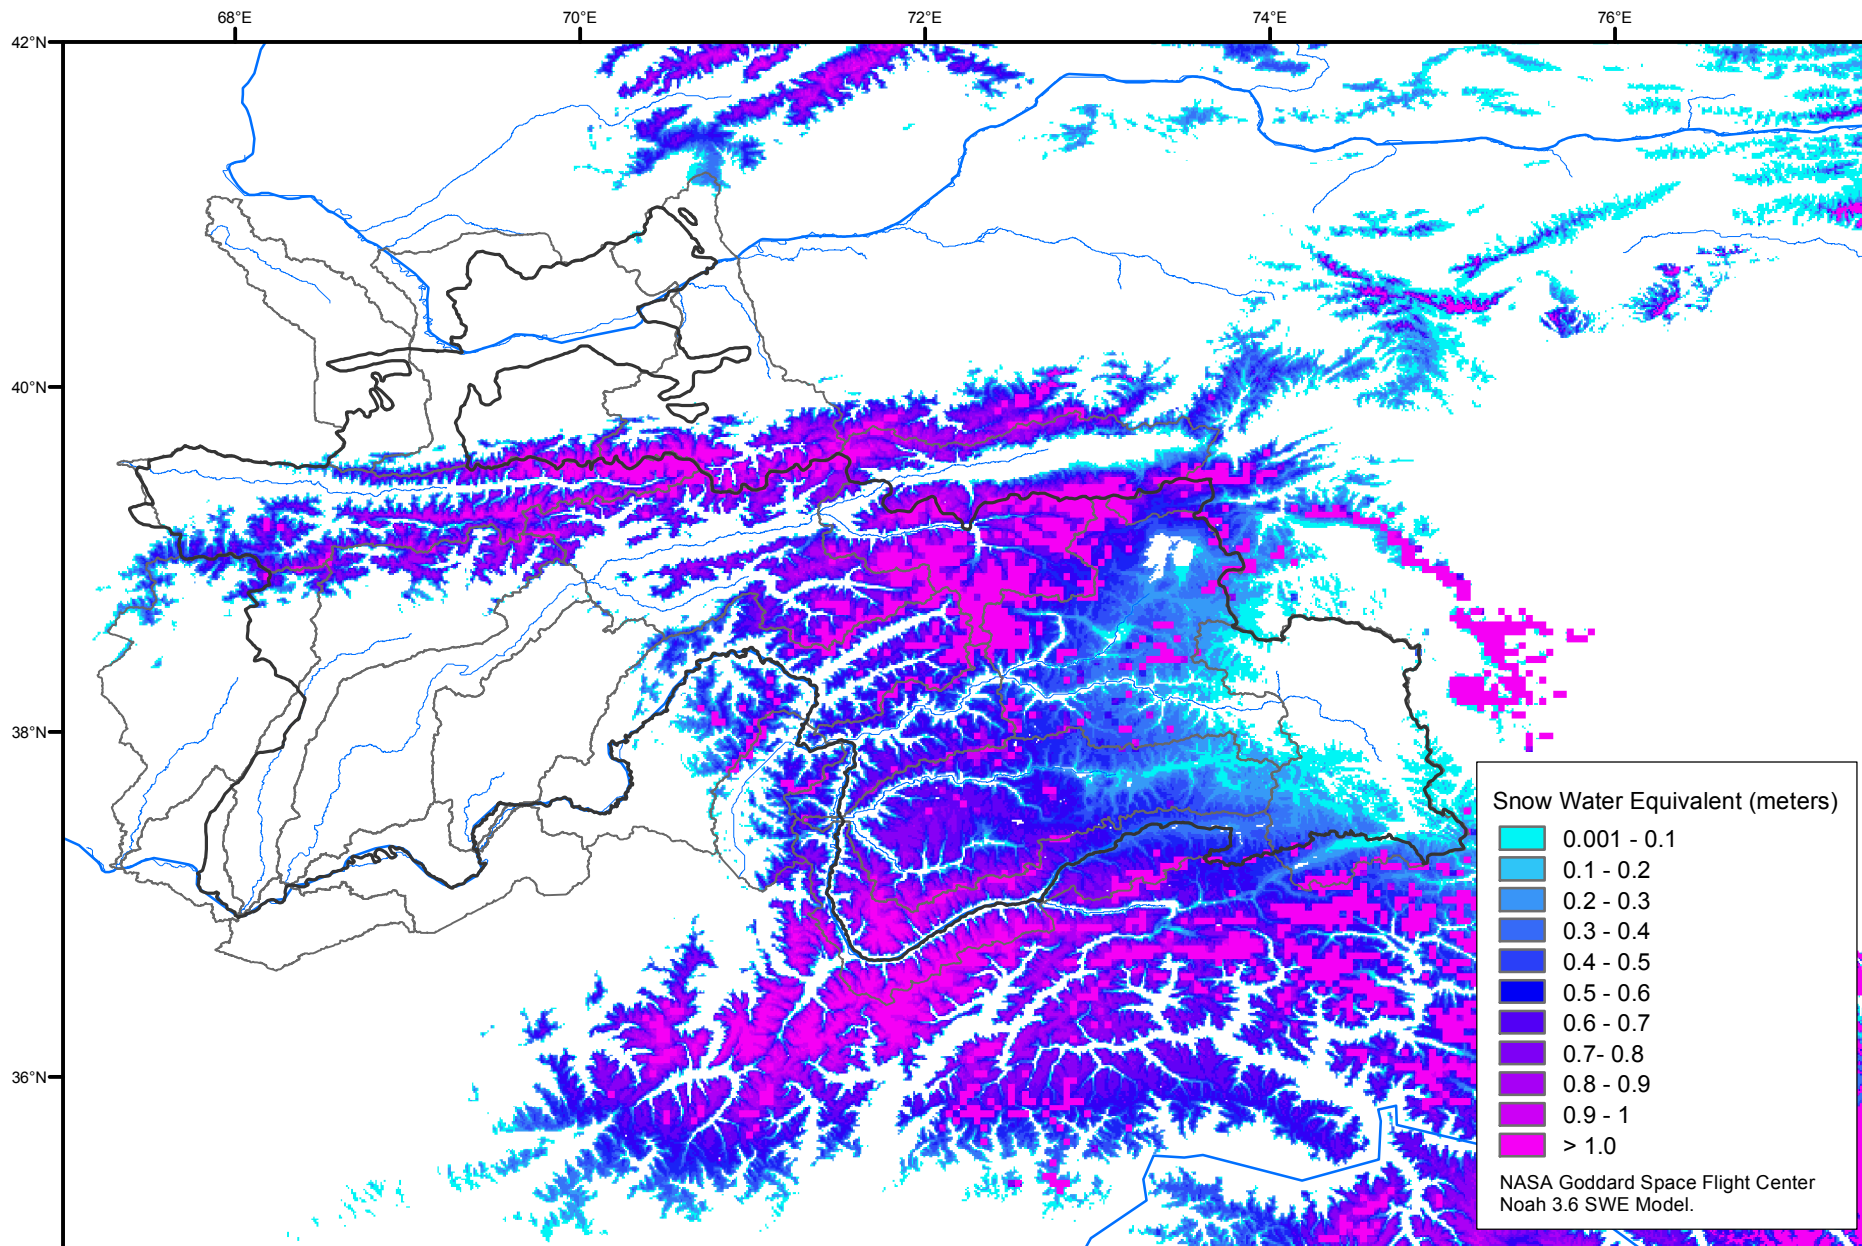 68°E
70°E
72°E
74°E
76°E
42°N
40°N
38°N
36°N
Snow Water Equivalent (meters)
0.001 - 0.1
0.1 - 0.2
0.2 - 0.3
0.3 - 0.4
0.4 - 0.5
0.5 - 0.6
0.6 - 0.7
0.7- 0.8
0.8 - 0.9
0.9 - 1
> 1.0
NASA Goddard Space Flight Center
Noah 3.6 SWE Model.